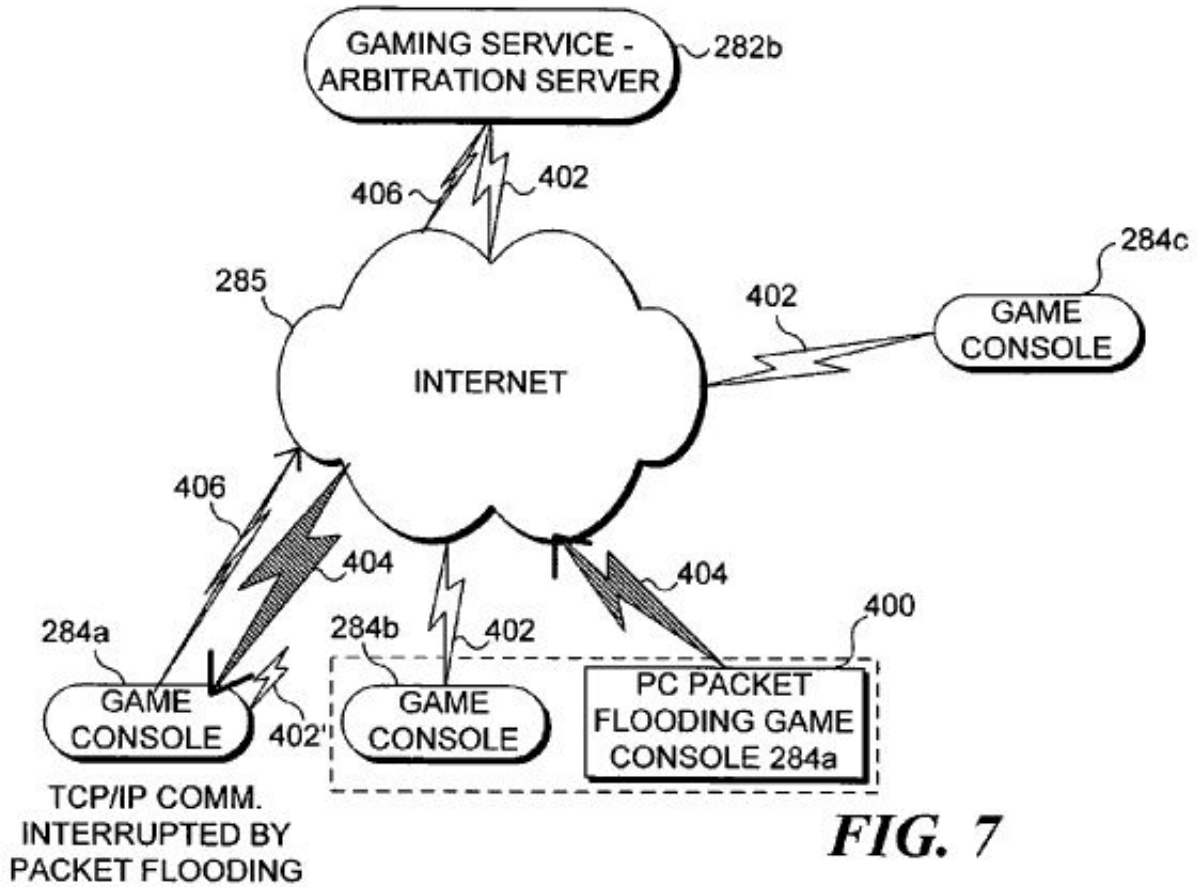 GAMING SERVICE -
ARBITRATION SERVER
282b
406
402
284c
285
402
GAME
CONSOLE
INTERNET
406
404
404
400
284a
284b
402
GAME
CONSOLE
402'
GAME
CONSOLE
PC PACKET
FLOODING GAME
CONSOLE 284a
TCP/IP COMM.
INTERRUPTED BY
PACKET FLOODING
FIG. 7